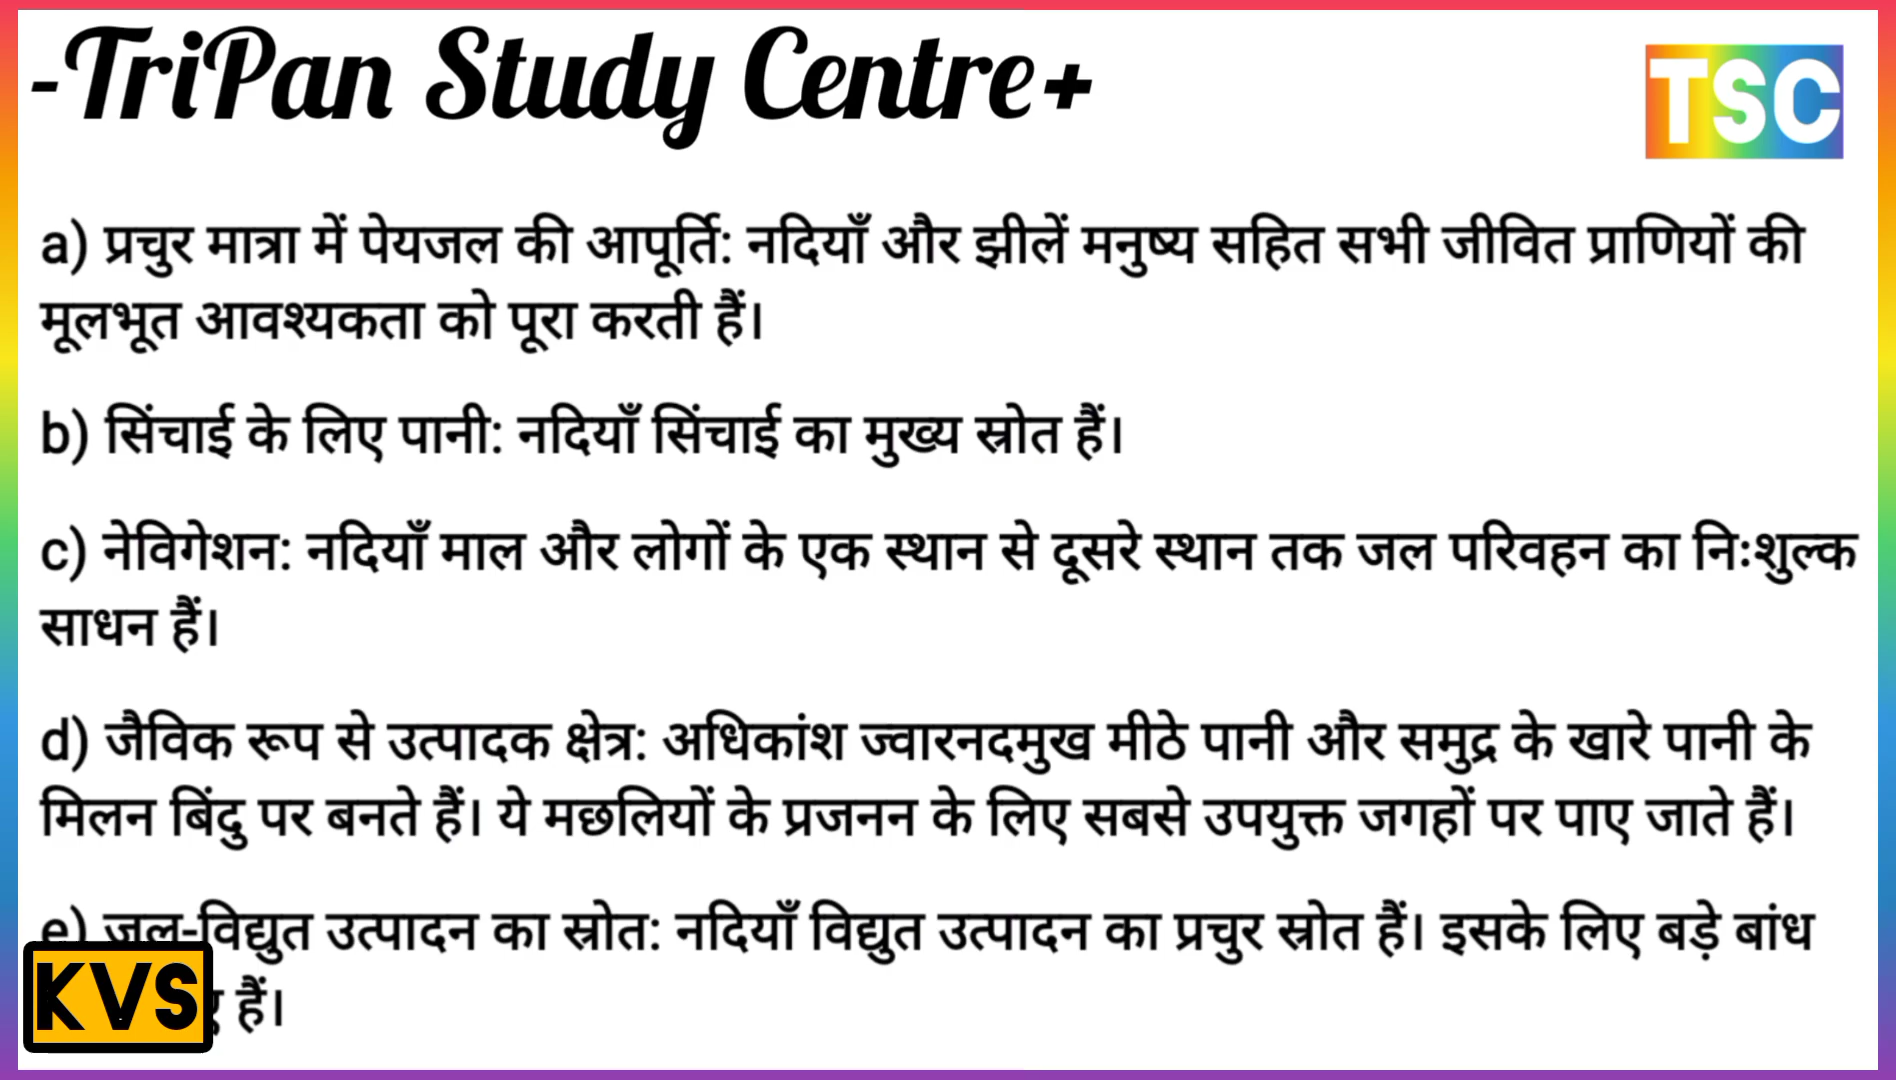 -TriPan Study Centre+
TSC
a) प्रचुर मात्रा में पेयजल की आपूर्ति: नदियाँ और झीलें मनुष्य सहित सभी जीवित प्राणियों की
मूलभूत आवश्यकता को पूरा करती हैं।
b) सिंचाई के लिए पानी: नदियाँ सिंचाई का मुख्य स्रोत हैं।
c) नेविगेशन: नदियाँ माल और लोगों के एक स्थान से दूसरे स्थान तक जल परिवहन का निःशुल्क
साधन हैं।
d) जैविक रूप से उत्पादक क्षेत्र: अधिकांश ज्वारनदमुख मीठे पानी और समुद्र के खारे पानी के
मिलन बिंदु पर बनते हैं। ये मछलियों के प्रजनन के लिए सबसे उपयुक्त जगहों पर पाए जाते हैं।
e) जल-विद्युत उत्पादन का स्रोत: नदियाँ विद्युत उत्पादन का प्रचुर स्रोत हैं। इसके लिए बड़े बांध
हैं।
KVS